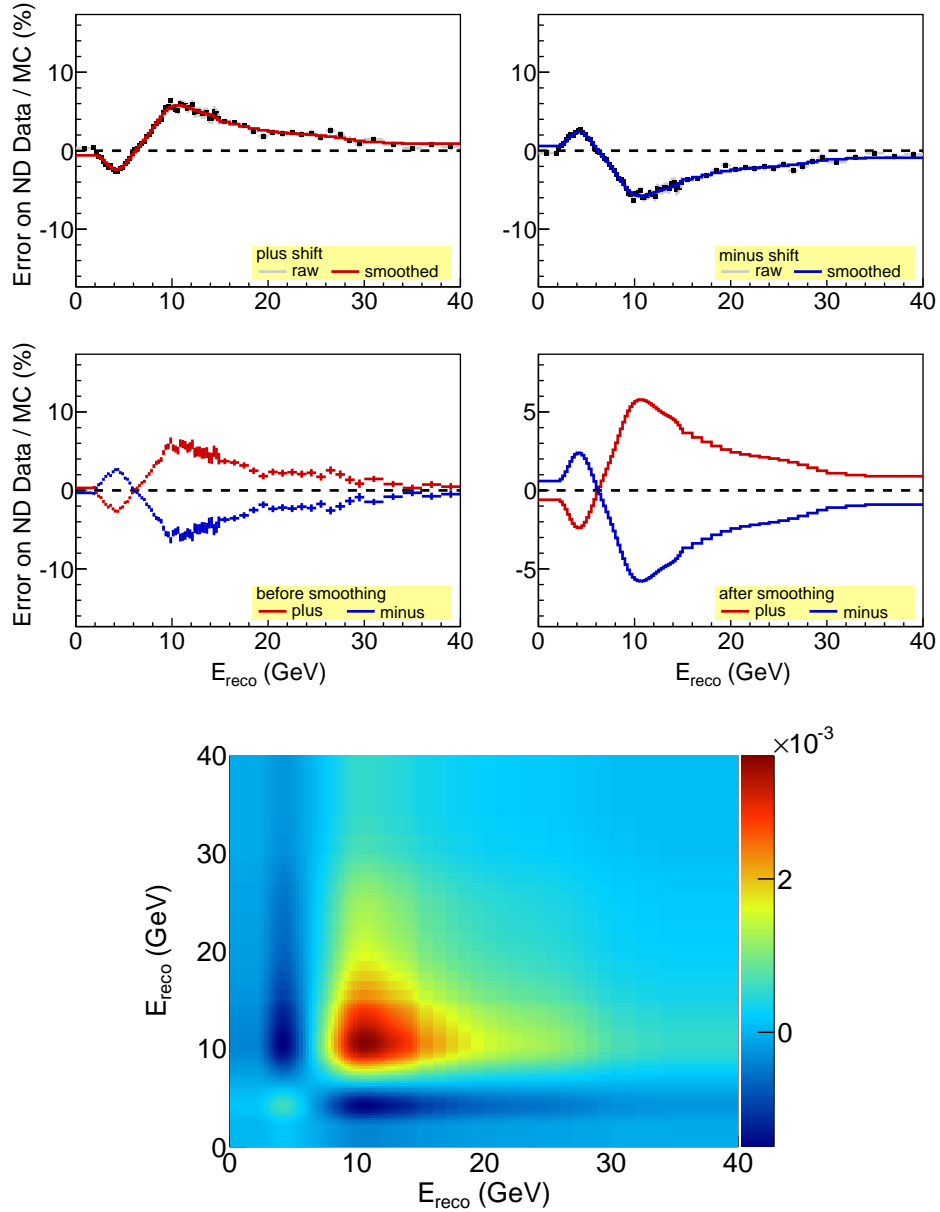 Error on ND Data / MC (%)
10
0
-10
plus shift
raw smoothed
0 10 20 30 40
10
0
-10
minus shift
raw smoothed
0 10 20 30 40
Error on ND Data / MC (%)
10
0
-10
before smoothing
plus minus
0 10 20 30 40
E_reco (GeV)
5
0
-5
after smoothing
plus minus
0 10 20 30 40
E_reco (GeV)
×10⁻³
40
30
20
10
0
E_reco (GeV)
0 10 20 30 40
E_reco (GeV)
2
0